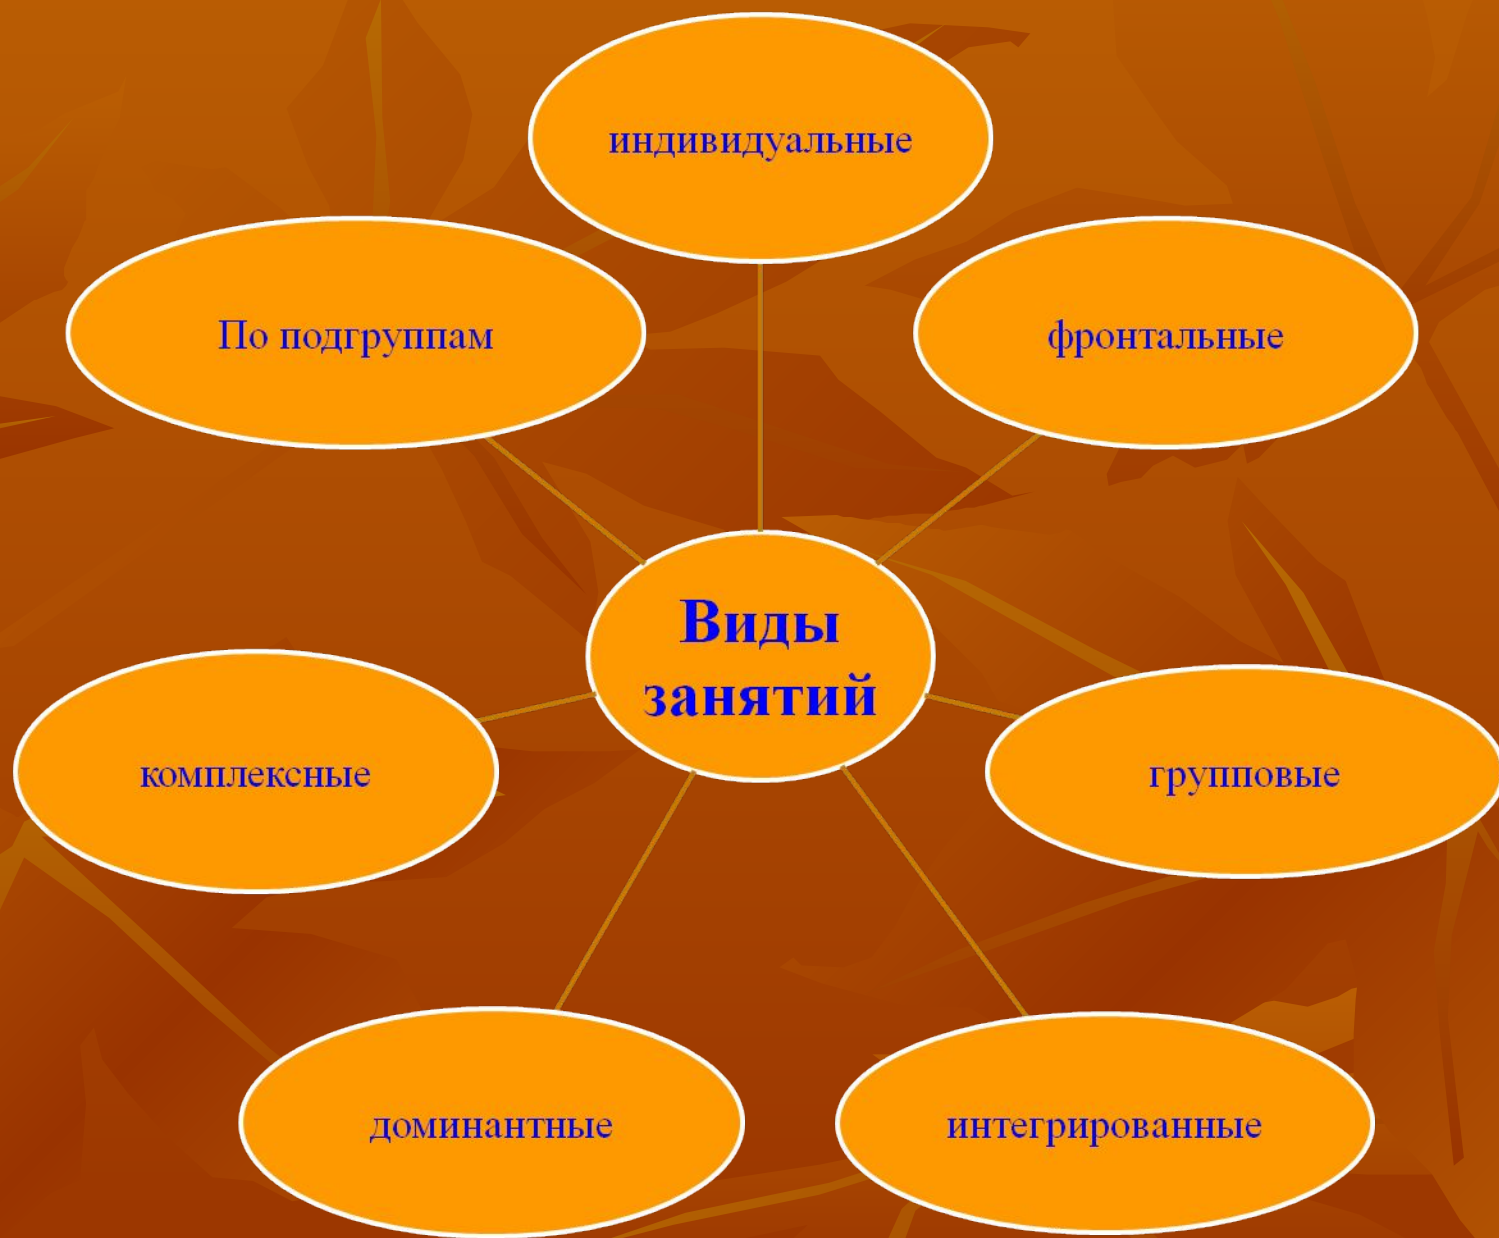 индивидуальные
По подгруппам
фронтальные
Виды
занятий
комплексные
групповые
доминантные
интегрированные